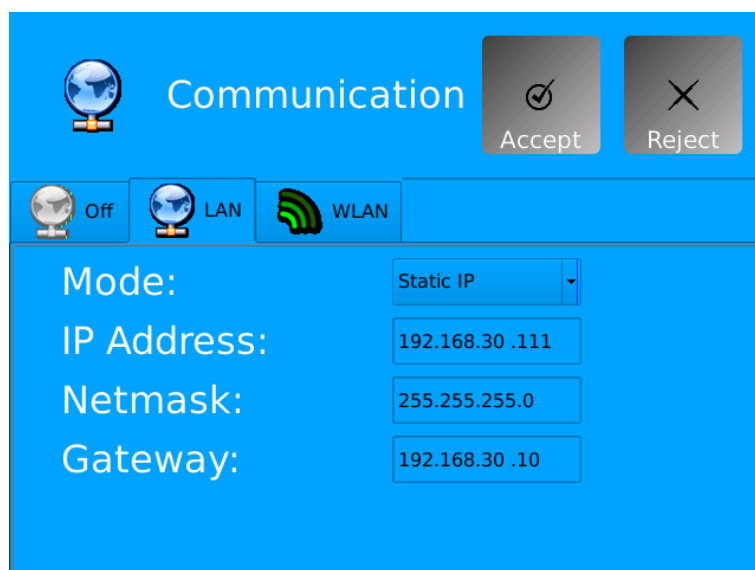 Communication
Accept
Reject
Off
LAN
WLAN
Mode:
Static IP
IP Address:
192.168.30 .111
Netmask:
255.255.255.0
Gateway:
192.168.30 .10